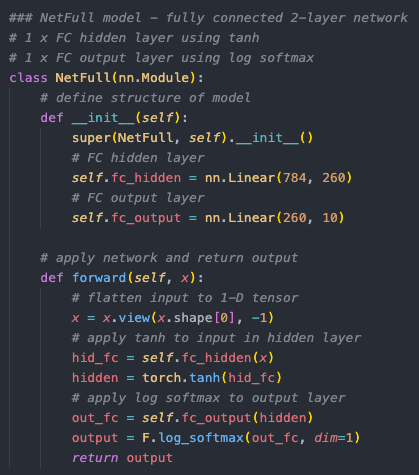 ### NetFull model - fully connected 2-layer network
# 1 x FC hidden layer using tanh
# 1 x FC output layer using log softmax
class NetFull(nn.Module):
    # define structure of model
    def __init__(self):
        super(NetFull, self).__init__()
        # FC hidden layer
        self.fc_hidden = nn.Linear(784, 260)
        # FC output layer
        self.fc_output = nn.Linear(260, 10)

    # apply network and return output
    def forward(self, x):
        # flatten input to 1-D tensor
        x = x.view(x.shape[0], -1)
        # apply tanh to input in hidden layer
        hid_fc = self.fc_hidden(x)
        hidden = torch.tanh(hid_fc)
        # apply log softmax to output layer
        out_fc = self.fc_output(hidden)
        output = F.log_softmax(out_fc, dim=1)
        return output